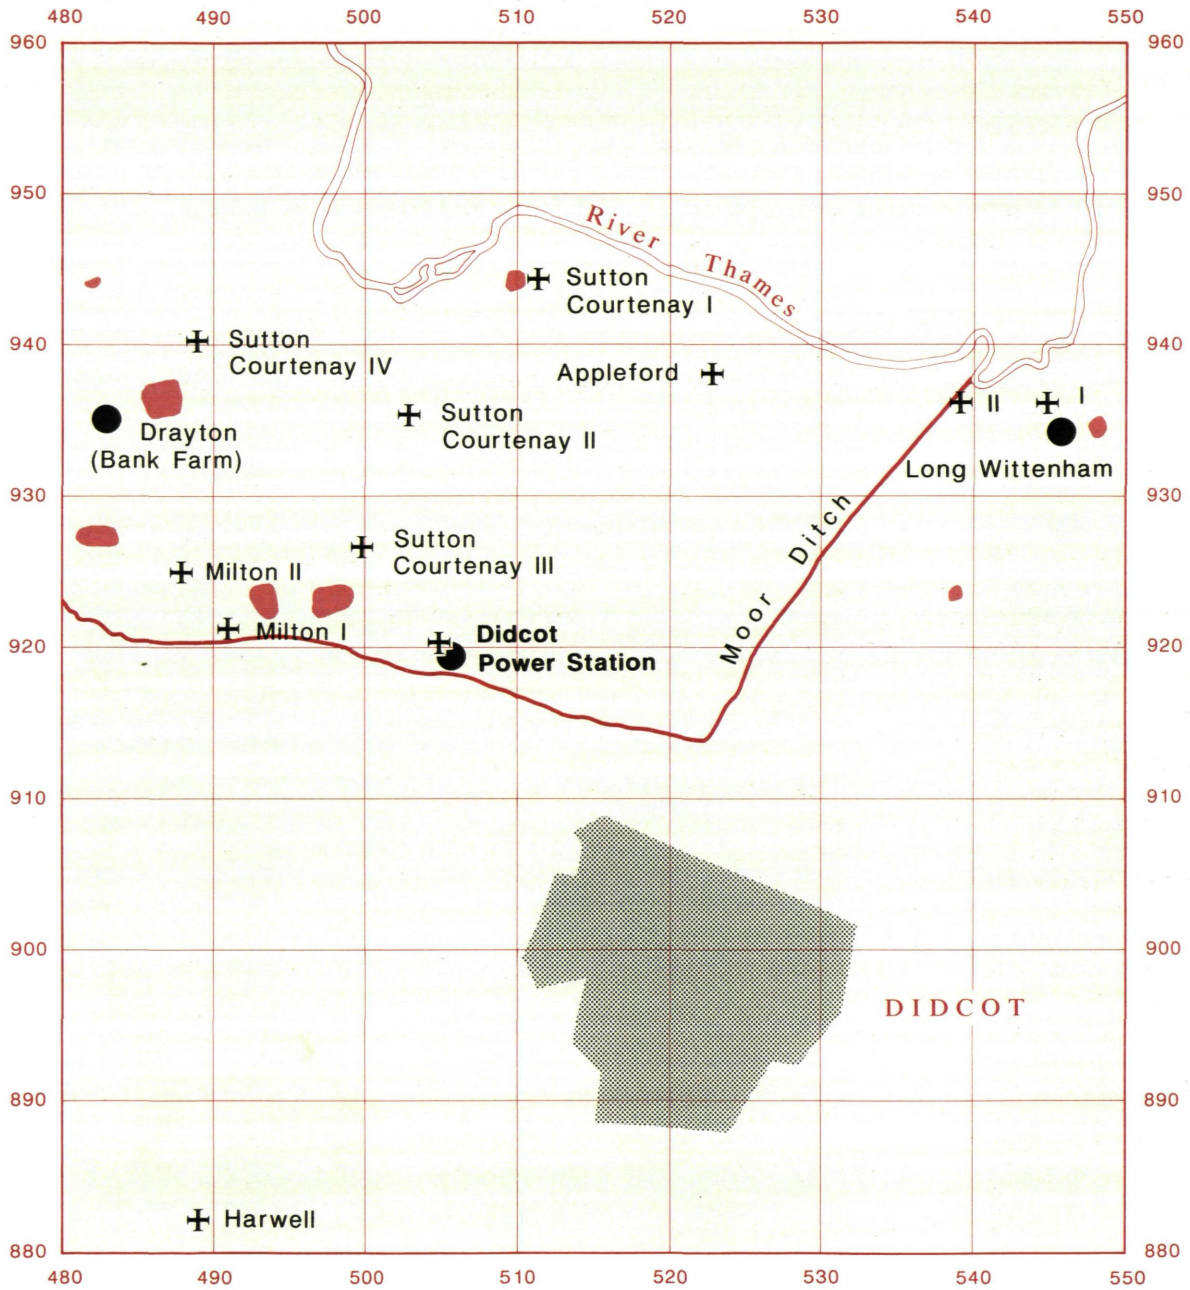 480 490 500 510 520 530 540 550
960 960
950 950
River
Thames
Sutton
Courtenay I
Sutton
Courtenay IV
940 940
Appleford
II I
Sutton
Courtenay II
Drayton
(Bank Farm)
Long Wittenham
930 930
Moor Ditch
Sutton
Courtenay III
Milton II
Milton I
Didcot
Power Station
920 920
910 910
900 900
DIDCOT
890 890
Harwell
880 880
480 490 500 510 520 530 540 550